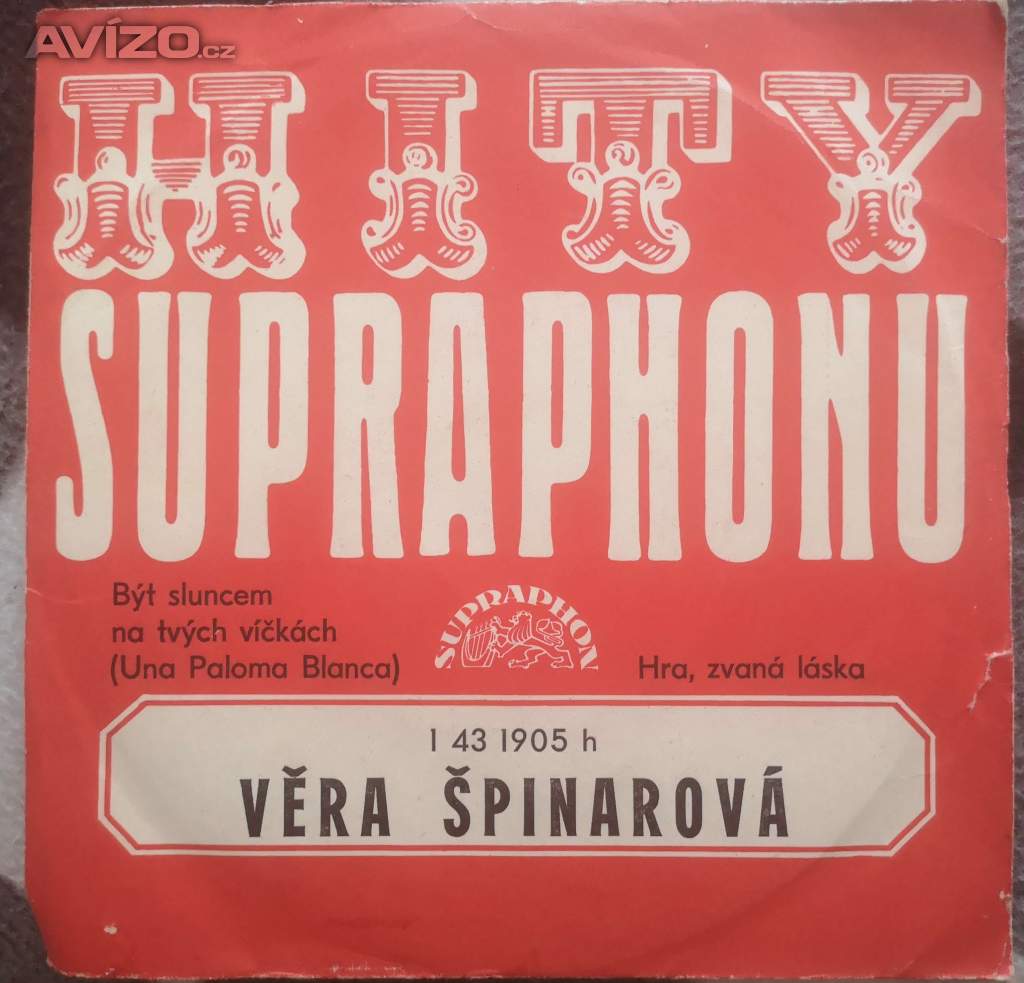 AVÍZO.cz
HITY
SUPRAPHONU
Být sluncem
na tvých víčkách
(Una Paloma Blanca)
SUPRAPHON
Hra, zvaná láska
1 43 1905 h
VĚRA ŠPINAROVÁ